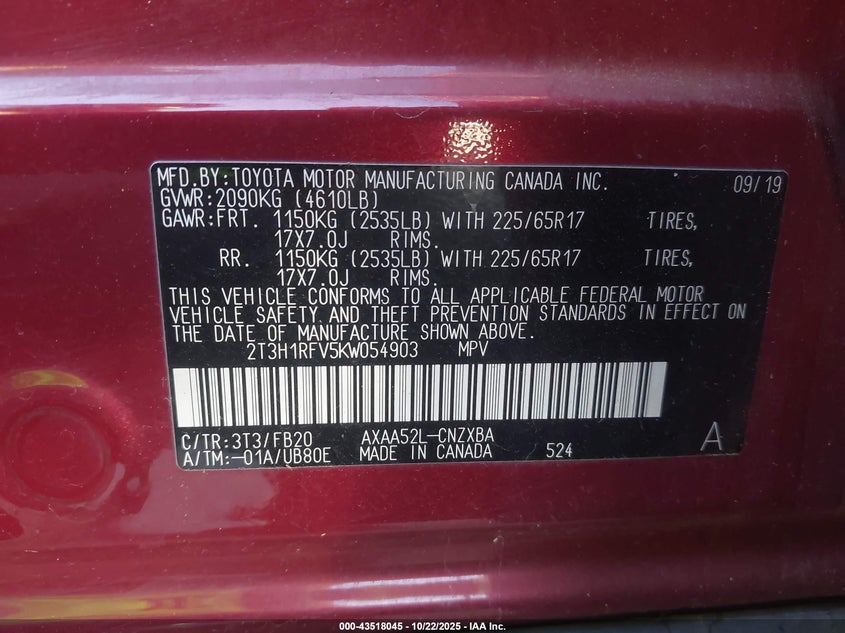 MFD.BY:TOYOTA MOTOR MANUFACTURING CANADA INC. 09/19
GVWR:2090KG (4610LB)
GAWR:FRT. 1150KG (2535LB) WITH 225/65R17 TIRES,
17X7.0J RIMS.
RR. 1150KG (2535LB) WITH 225/65R17 TIRES,
17X7.0J RIMS.
THIS VEHICLE CONFORMS TO ALL APPLICABLE FEDERAL MOTOR
VEHICLE SAFETY AND THEFT PREVENTION STANDARDS IN EFFECT ON
THE DATE OF MANUFACTURE SHOWN ABOVE.
2T3H1RFV5KW054903 MPV
C/TR:3T3/FB20 AXAA52L-CNZXBA A
A/TM:-01A/UB80E MADE IN CANADA 524
000-43518045 - 10/22/2025 - IAA Inc.